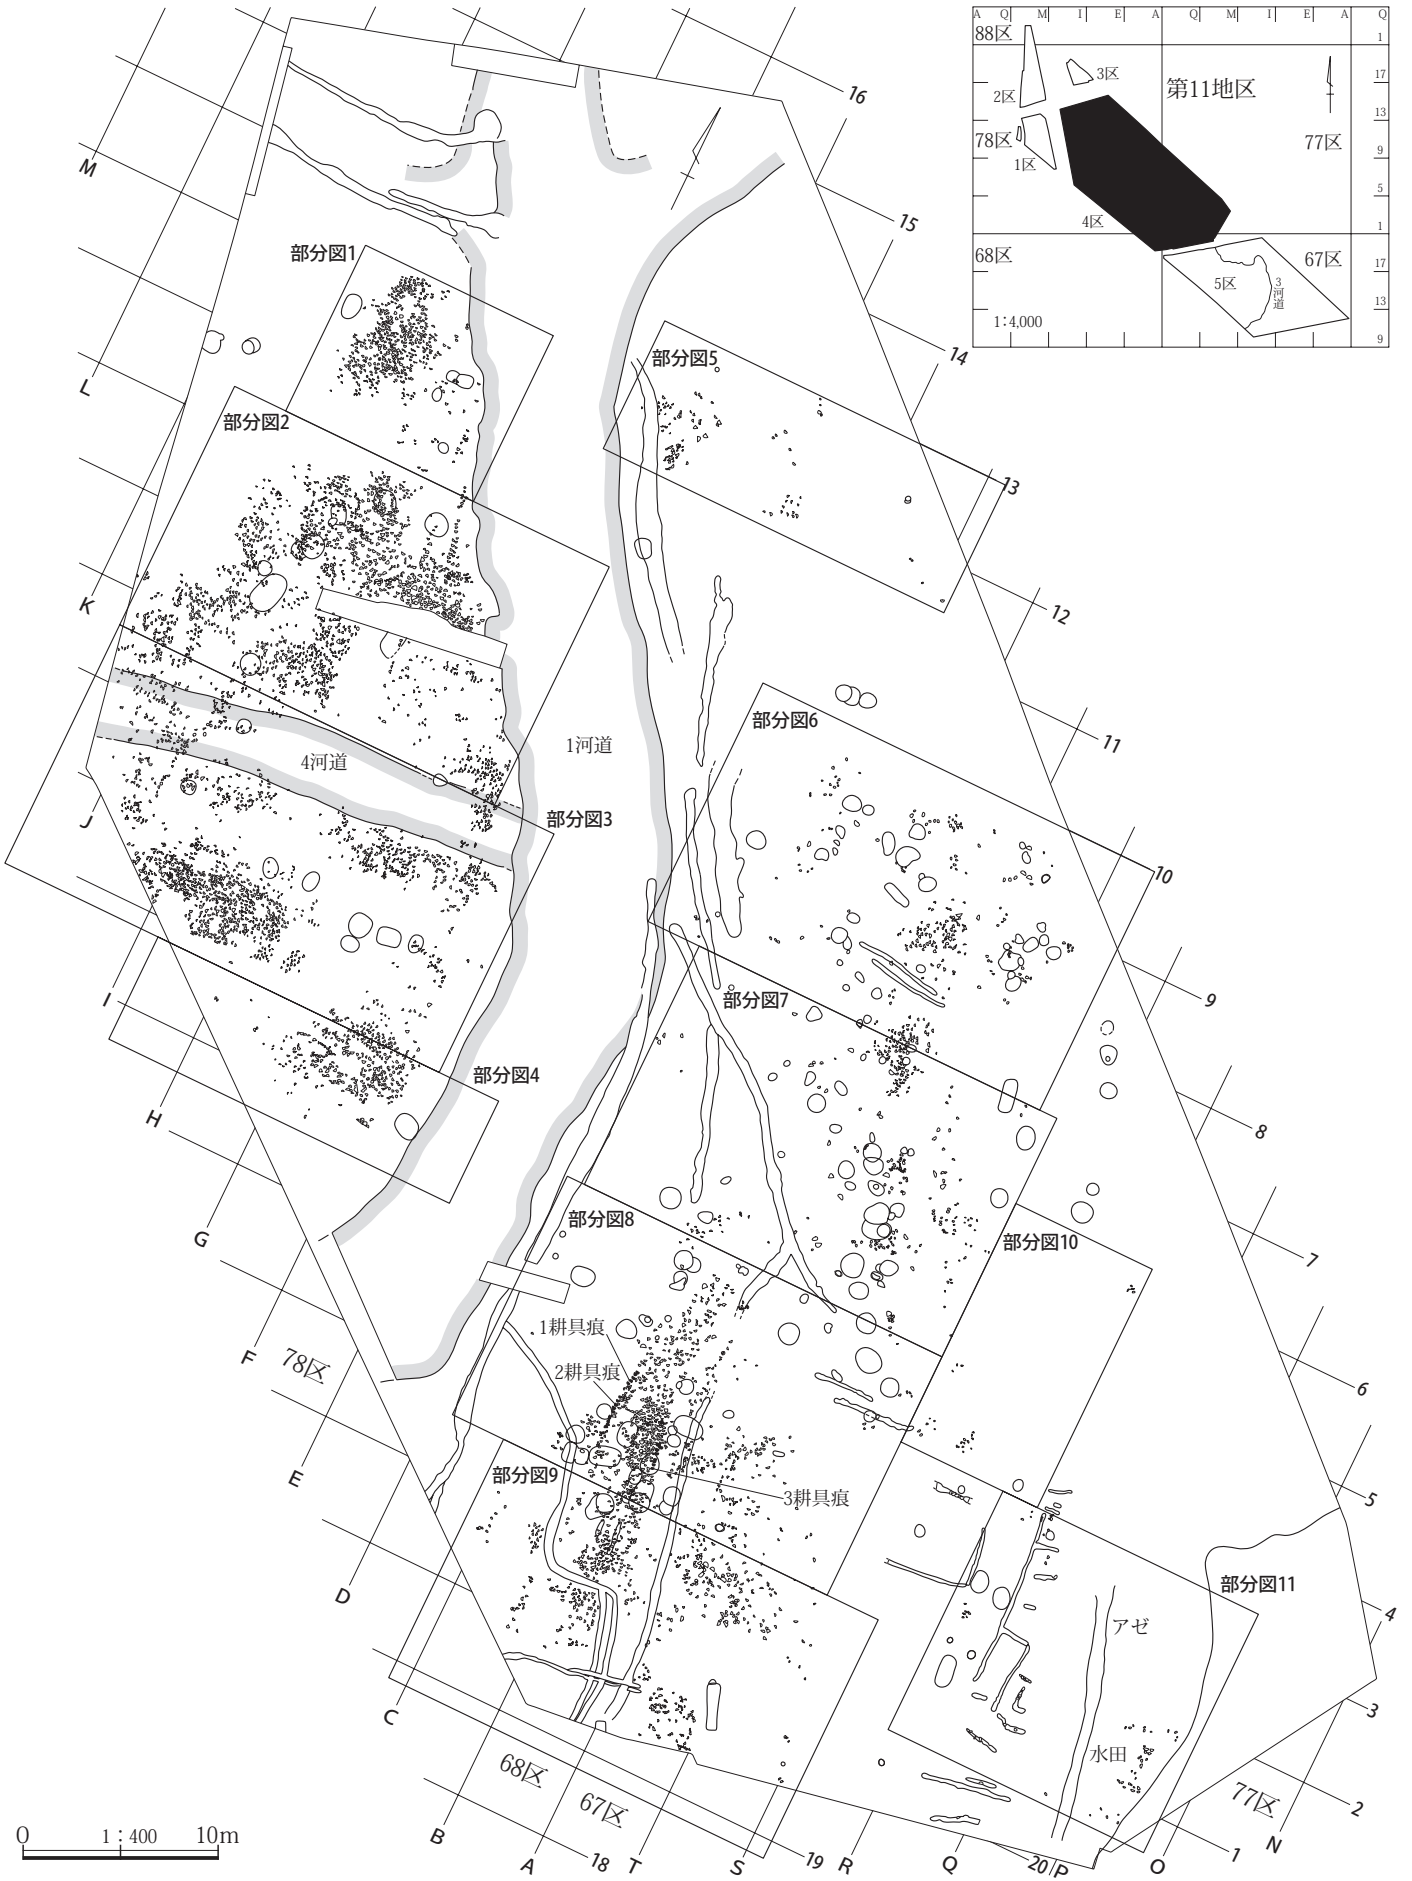 A Q M I E A Q M I E A Q
88区
1
3区
17
第11地区
2区
13
78区
77区
9
1区
5
4区
1
68区
67区
17
5区
3河道
13
1:4,000
9
16
M
15
部分図1
14
部分図5
L
部分図2
13
K
12
部分図6
11
1河道
4河道
部分図3
J
10
I
部分図7
9
部分図4
H
8
G
部分図8
部分図10
7
1耕具痕
F
78区
2耕具痕
6
E
部分図9
3耕具痕
5
D
部分図11
4
アゼ
C
3
水田
68区
67区
77区
2
0 1:400 10m
B
A
18
T
S
19
R
Q
20
P
O
1
N